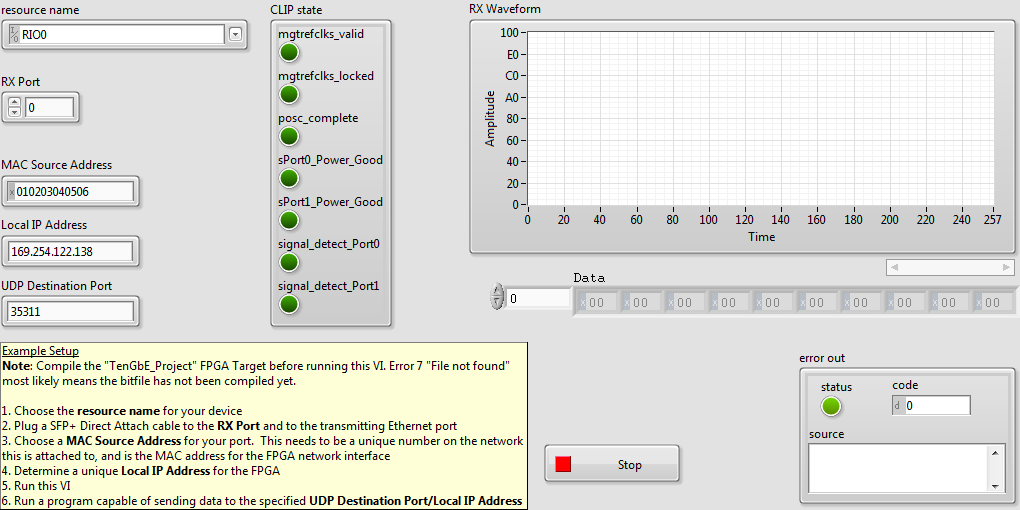 resource name
RIO0
RX Port
0
MAC Source Address
x 010203040506
Local IP Address
169.254.122.138
UDP Destination Port
35311
CLIP state
mgtrefclks_valid
mgtrefclks_locked
posc_complete
sPort0_Power_Good
sPort1_Power_Good
signal_detect_Port0
signal_detect_Port1
RX Waveform
Amplitude
100
E0
C0
A0
80
60
40
20
0
0 20 40 60 80 100 120 140 160 180 200 220 240 257
Time
Data
0
x 00 x 00 x 00 x 00 x 00 x 00 x 00 x 00 x 00 x 00
Example Setup
Note: Compile the "TenGbE_Project" FPGA Target before running this VI. Error 7 "File not found"
most likely means the bitfile has not been compiled yet.
1. Choose the resource name for your device
2. Plug a SFP+ Direct Attach cable to the RX Port and to the transmitting Ethernet port
3. Choose a MAC Source Address for your port.  This needs to be a unique number on the network
this is attached to, and is the MAC address for the FPGA network interface
4. Determine a unique Local IP Address for the FPGA
5. Run this VI
6. Run a program capable of sending data to the specified UDP Destination Port/Local IP Address
Stop
error out
status
code
d 0
source